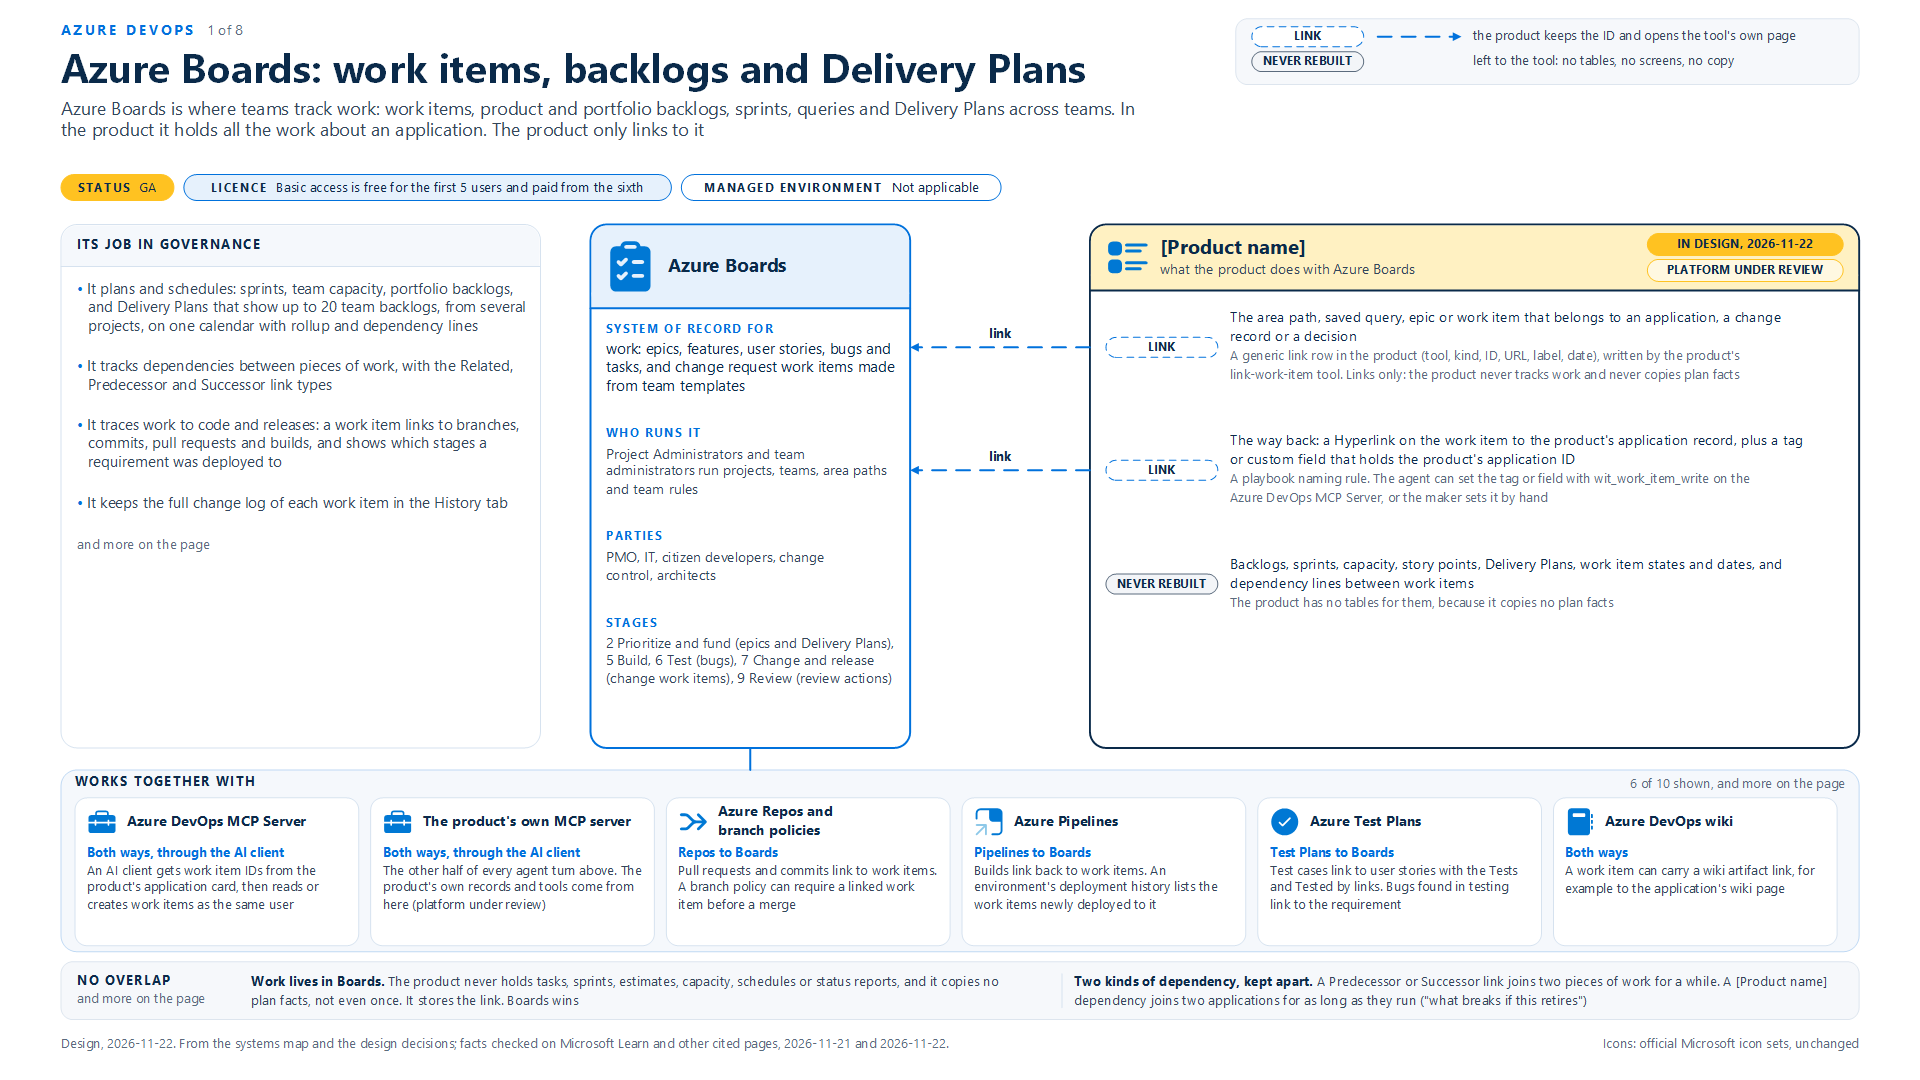 AZURE DEVOPS 1 of 8
Azure Boards: work items, backlogs and Delivery Plans
Azure Boards is where teams track work: work items, product and portfolio backlogs, sprints, queries and Delivery Plans across teams. In
the product it holds all the work about an application. The product only links to it
LINK the product keeps the ID and opens the tool's own page
NEVER REBUILT left to the tool: no tables, no screens, no copy
STATUS GA
LICENCE Basic access is free for the first 5 users and paid from the sixth
MANAGED ENVIRONMENT Not applicable
ITS JOB IN GOVERNANCE
• It plans and schedules: sprints, team capacity, portfolio backlogs,
and Delivery Plans that show up to 20 team backlogs, from several
projects, on one calendar with rollup and dependency lines
• It tracks dependencies between pieces of work, with the Related,
Predecessor and Successor link types
• It traces work to code and releases: a work item links to branches,
commits, pull requests and builds, and shows which stages a
requirement was deployed to
• It keeps the full change log of each work item in the History tab
and more on the page
Azure Boards
SYSTEM OF RECORD FOR
work: epics, features, user stories, bugs and
tasks, and change request work items made
from team templates
WHO RUNS IT
Project Administrators and team
administrators run projects, teams, area paths
and team rules
PARTIES
PMO, IT, citizen developers, change
control, architects
STAGES
2 Prioritize and fund (epics and Delivery Plans),
5 Build, 6 Test (bugs), 7 Change and release
(change work items), 9 Review (review actions)
link
link
[Product name]
what the product does with Azure Boards
IN DESIGN, 2026-11-22
PLATFORM UNDER REVIEW
LINK
The area path, saved query, epic or work item that belongs to an application, a change
record or a decision
A generic link row in the product (tool, kind, ID, URL, label, date), written by the product's
link-work-item tool. Links only: the product never tracks work and never copies plan facts
LINK
The way back: a Hyperlink on the work item to the product's application record, plus a tag
or custom field that holds the product's application ID
A playbook naming rule. The agent can set the tag or field with wit_work_item_write on the
Azure DevOps MCP Server, or the maker sets it by hand
NEVER REBUILT
Backlogs, sprints, capacity, story points, Delivery Plans, work item states and dates, and
dependency lines between work items
The product has no tables for them, because it copies no plan facts
WORKS TOGETHER WITH
6 of 10 shown, and more on the page
Azure DevOps MCP Server
Both ways, through the AI client
An AI client gets work item IDs from the
product's application card, then reads or
creates work items as the same user
The product's own MCP server
Both ways, through the AI client
The other half of every agent turn above. The
product's own records and tools come from
here (platform under review)
Azure Repos and
branch policies
Repos to Boards
Pull requests and commits link to work items.
A branch policy can require a linked work
item before a merge
Azure Pipelines
Pipelines to Boards
Builds link back to work items. An
environment's deployment history lists the
work items newly deployed to it
Azure Test Plans
Test Plans to Boards
Test cases link to user stories with the Tests
and Tested by links. Bugs found in testing
link to the requirement
Azure DevOps wiki
Both ways
A work item can carry a wiki artifact link, for
example to the application's wiki page
NO OVERLAP
and more on the page
Work lives in Boards. The product never holds tasks, sprints, estimates, capacity, schedules or status reports, and it copies no
plan facts, not even once. It stores the link. Boards wins
Two kinds of dependency, kept apart. A Predecessor or Successor link joins two pieces of work for a while. A [Product name]
dependency joins two applications for as long as they run ("what breaks if this retires")
Design, 2026-11-22. From the systems map and the design decisions; facts checked on Microsoft Learn and other cited pages, 2026-11-21 and 2026-11-22.
Icons: official Microsoft icon sets, unchanged